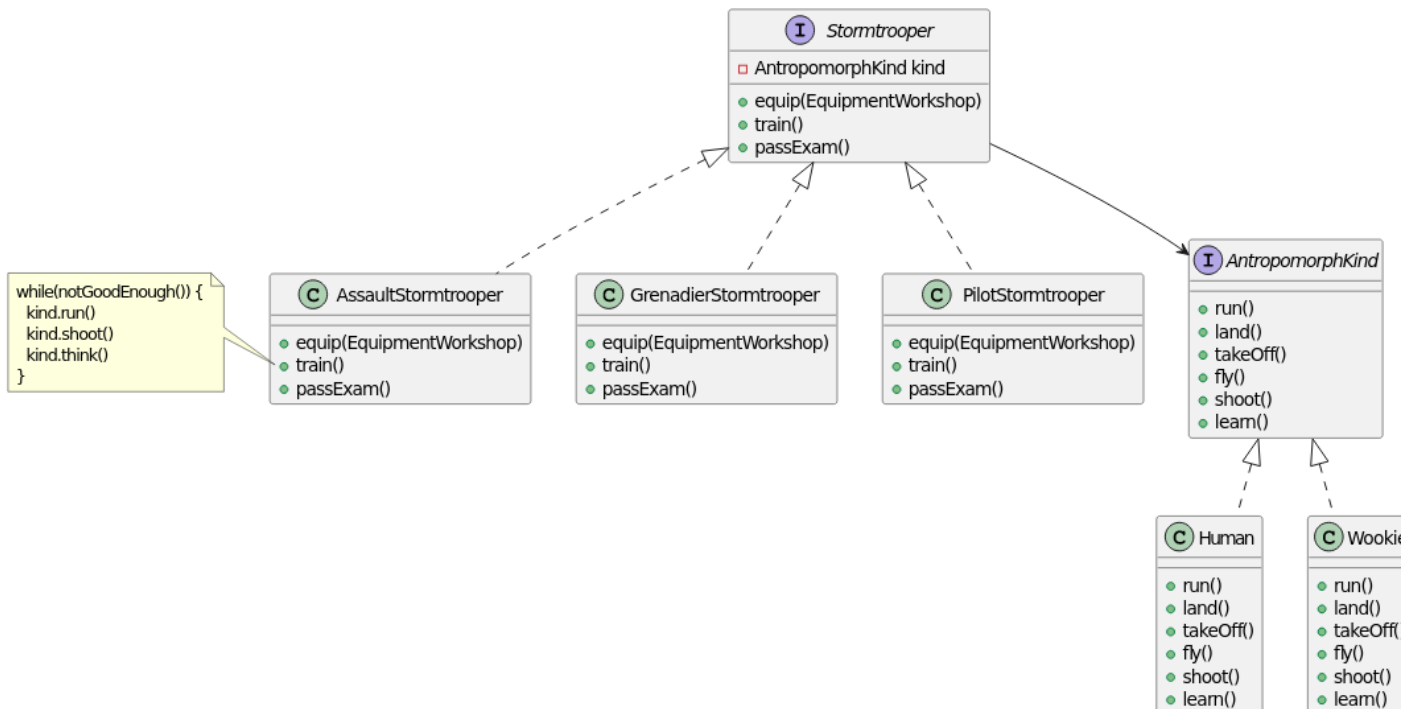 I Stormtrooper
AntropomorphKind kind
equip(EquipmentWorkshop)
train()
passExam()
while(notGoodEnough()) {
kind.run()
kind.shoot()
kind.think()
}
C AssaultStormtrooper
equip(EquipmentWorkshop)
train()
passExam()
C GrenadierStormtrooper
equip(EquipmentWorkshop)
train()
passExam()
C PilotStormtrooper
equip(EquipmentWorkshop)
train()
passExam()
I AntropomorphKind
run()
land()
takeOff()
fly()
shoot()
learn()
C Human
run()
land()
takeOff()
fly()
shoot()
learn()
C Wookie
run()
land()
takeOff()
fly()
shoot()
learn()